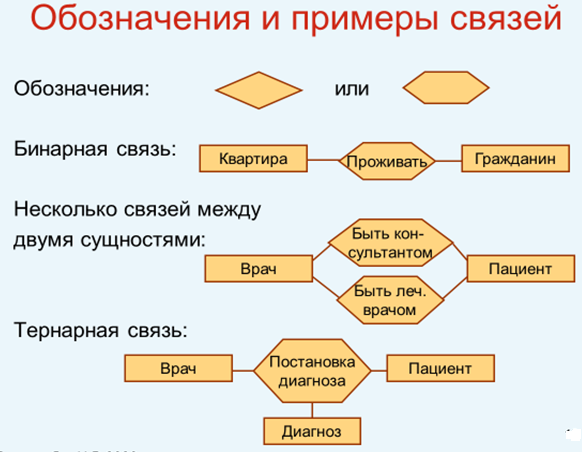 Обозначения и примеры связей
Обозначения:
или
Бинарная связь:
Квартира
Проживать
Гражданин
Несколько связей между
двумя сущностями:
Быть кон-
сультантом
Врач
Пациент
Быть леч.
врачом
Тернарная связь:
Врач
Постановка
диагноза
Пациент
Диагноз